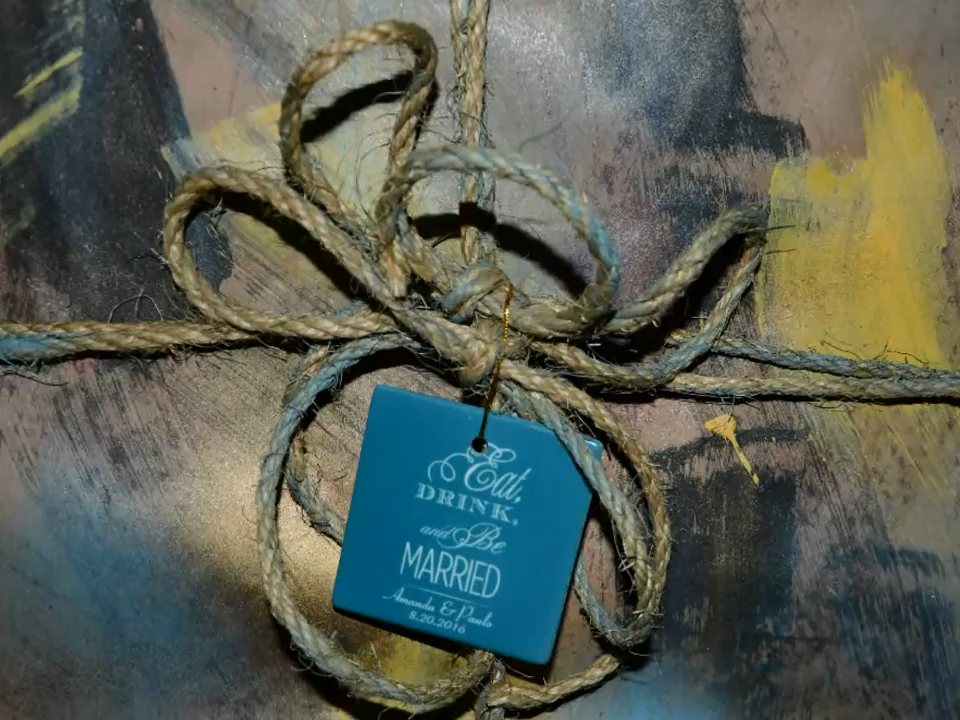 Eat,
DRINK,
and Be
MARRIED
Amanda & Paulo
8.20.2016